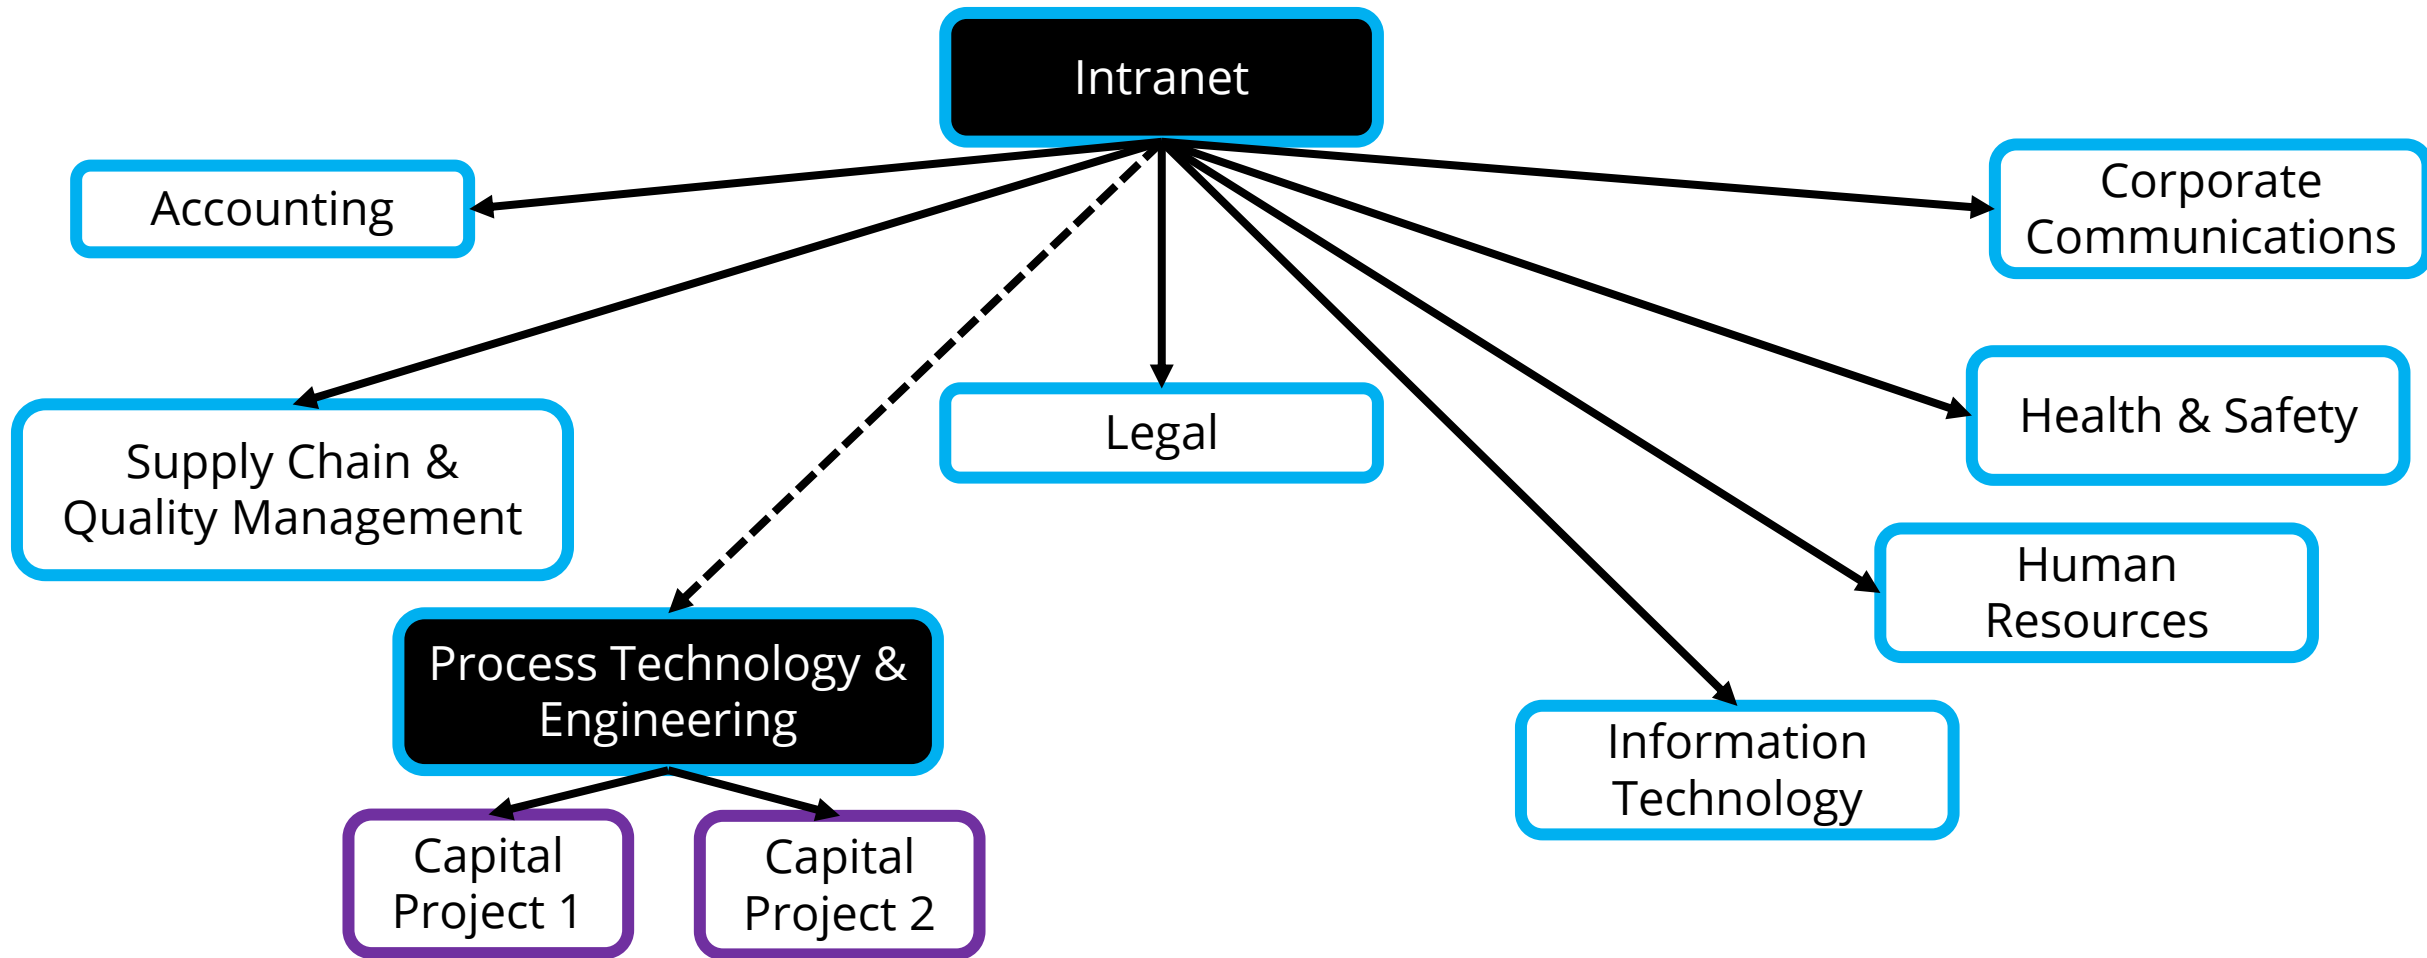 Intranet
Accounting
Corporate
Communications
Supply Chain &
Quality Management
Legal
Health & Safety
Human
Resources
Process Technology &
Engineering
Information
Technology
Capital
Project 1
Capital
Project 2